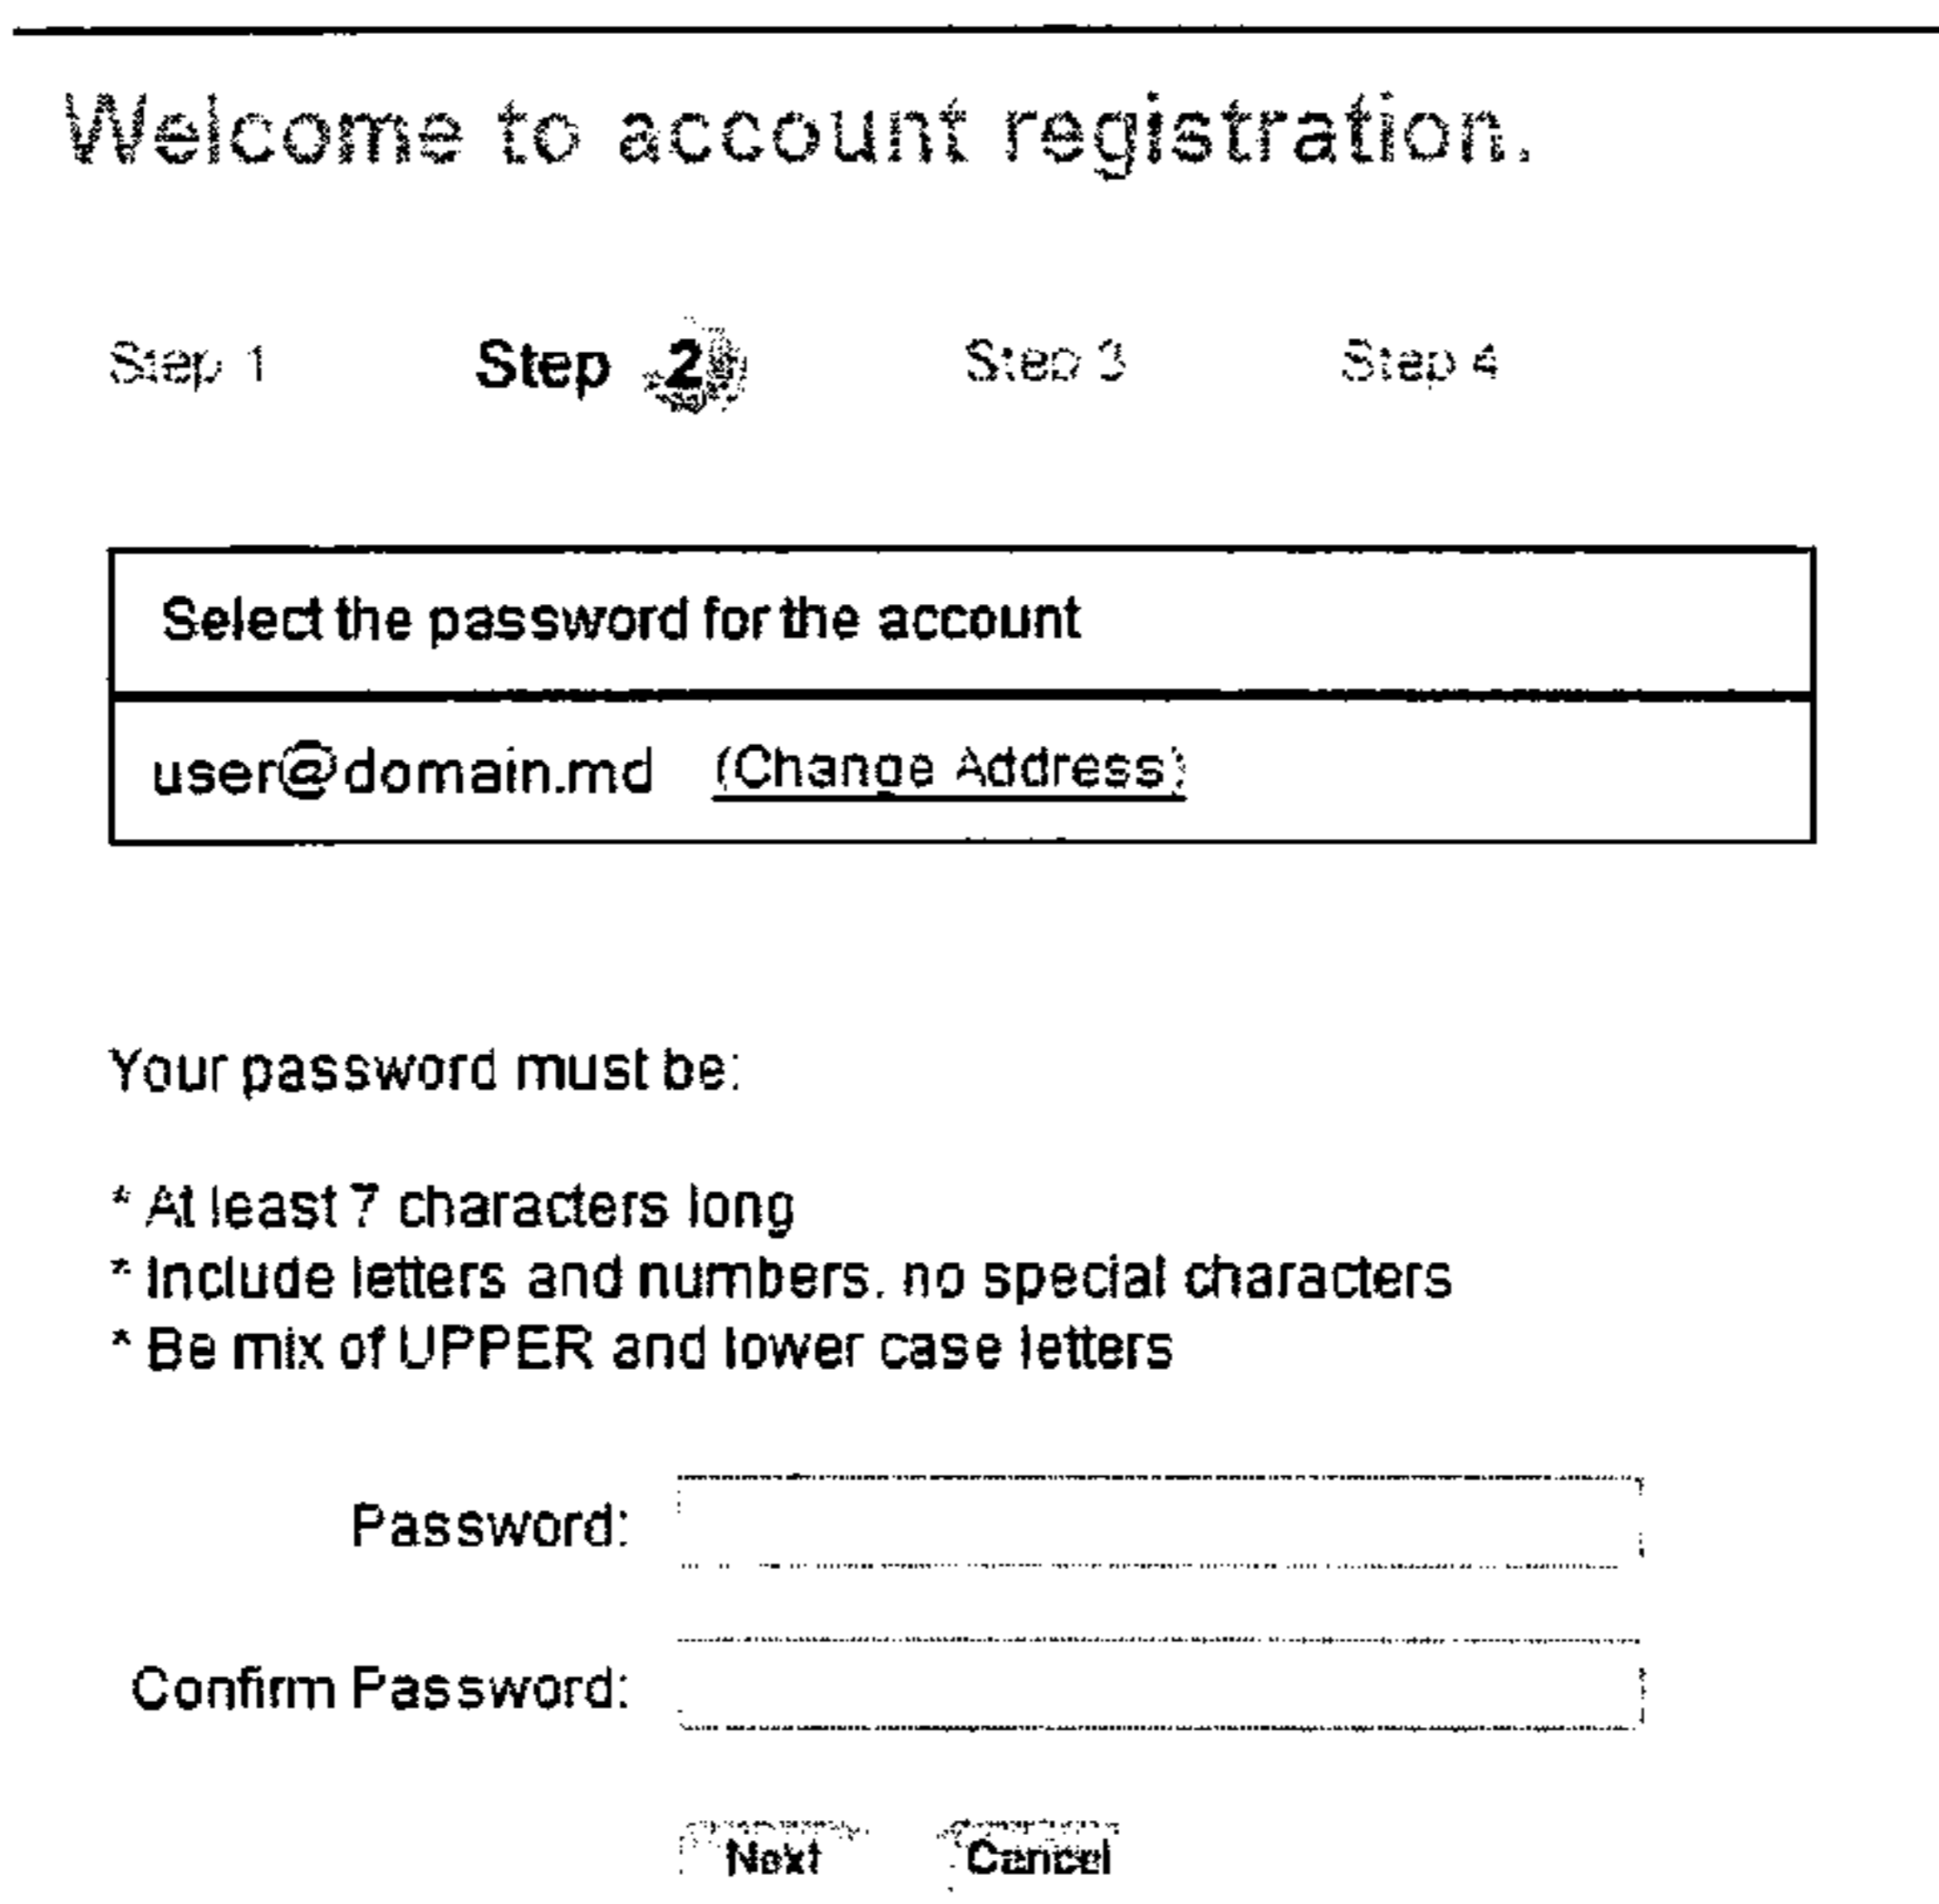 Welcome to account registration.
Step 1 Step 2 Step 3 Step 4
Select the password for the account
user@domain.md (Change Address)
Your password must be:
* At least 7 characters long
* Include letters and numbers. no special characters
* Be mix of UPPER and lower case letters
Password:
Confirm Password:
Next Cancel